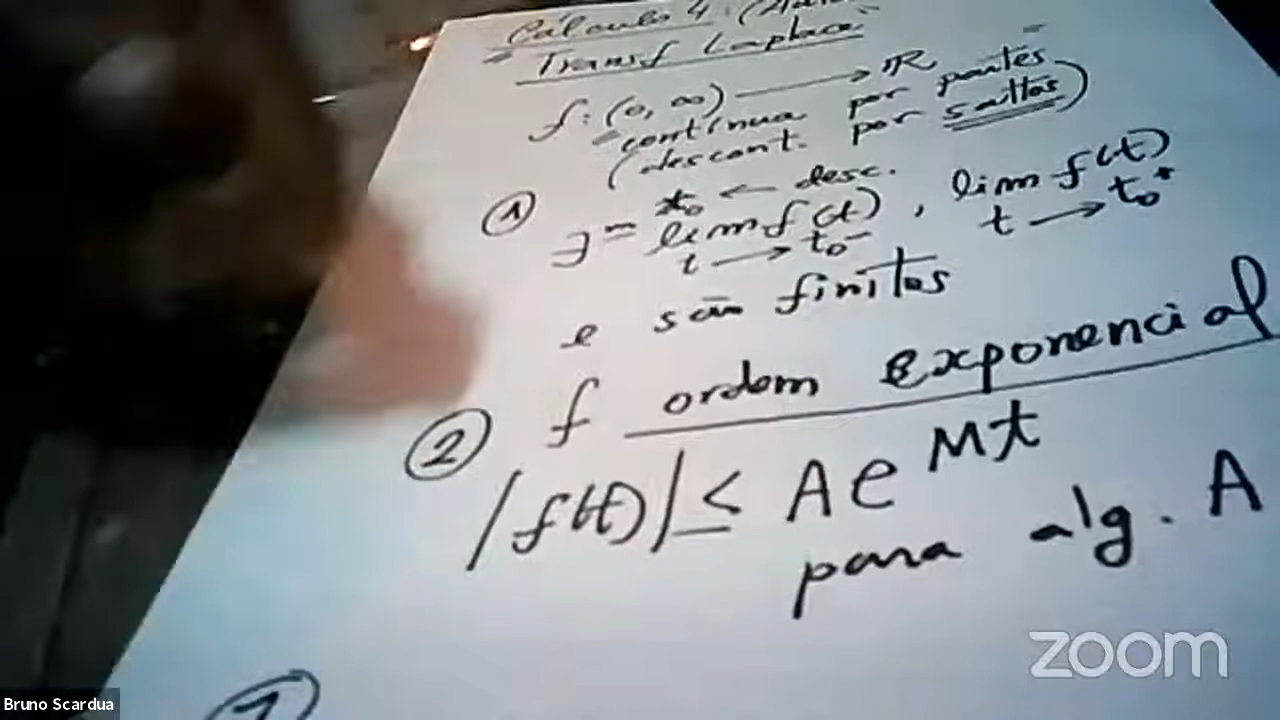 Cálculo 4: (
" Transf Laplace "
f: (0, ∞) → ℝ
contínua por partes
(descont. por saltos)
t₀ ← desc.
① ∃ᵐ lim f(t) , lim f(t)
t → t₀⁻ t → t₀⁺
e são finitos
② f ordem exponencial
|f(t)| ≤ A e^{Mt}
para alg. A
zoom
Bruno Scardua